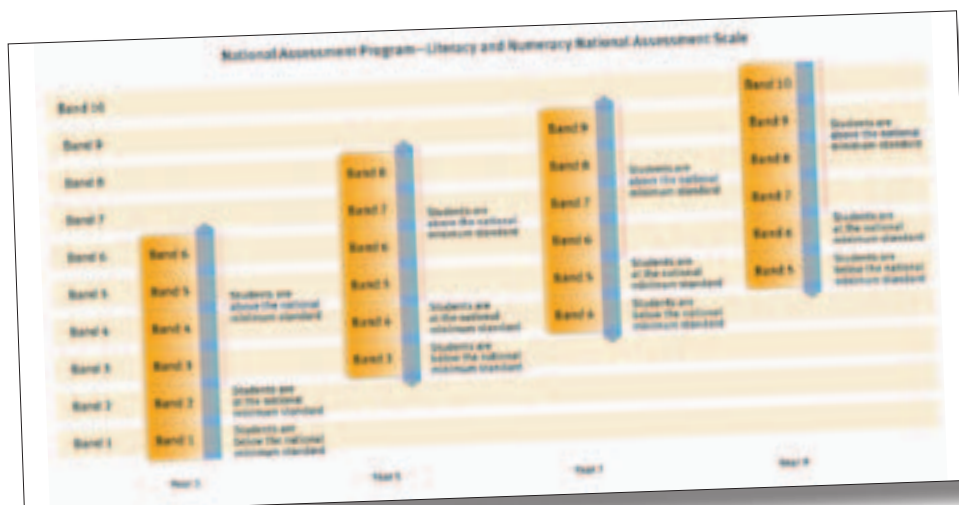 National Assessment Program—Literacy and Numeracy National Assessment Scale
Band 10
Band 9
Band 8
Band 7
Band 6
Band 5
Band 4
Band 3
Band 2
Band 1
Band 6
Band 5
Band 4
Band 3
Band 2
Band 1
Students are
above the national
minimum standard
Students are
at the national
minimum standard
Students are
below the national
minimum standard
Year 3
Band 8
Band 7
Band 6
Band 5
Band 4
Band 3
Students are
above the national
minimum standard
Students are
at the national
minimum standard
Students are
below the national
minimum standard
Year 5
Band 9
Band 8
Band 7
Band 6
Band 5
Band 4
Students are
above the national
minimum standard
Students are
at the national
minimum standard
Students are
below the national
minimum standard
Year 7
Band 10
Band 9
Band 8
Band 7
Band 6
Band 5
Students are
above the national
minimum standard
Students are
at the national
minimum standard
Students are
below the national
minimum standard
Year 9